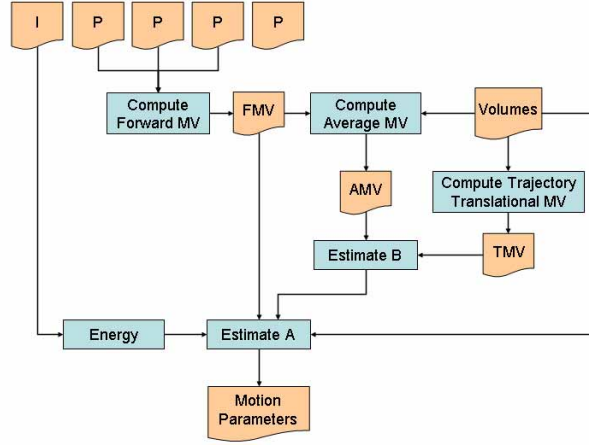 I
P
P
P
P
Compute
Forward MV
FMV
Compute
Average MV
Volumes
AMV
Compute Trajectory
Translational MV
Estimate B
TMV
Energy
Estimate A
Motion
Parameters